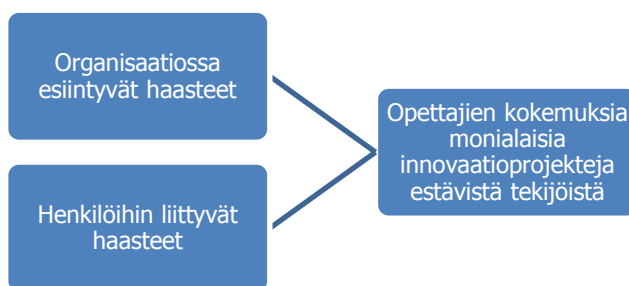 Organisaatiossa
esiintyvät haasteet
Opettajien kokemuksia
monialaisia
innovaatioprojekteja
estävistä tekijöistä
Henkilöihin liittyvät
haasteet